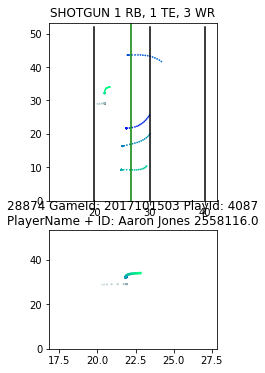 SHOTGUN 1 RB, 1 TE, 3 WR
50
40
30
20
10
0
20 30 40
28874 GameId: 2017101503 PlayId: 4087
PlayerName + ID: Aaron Jones 2558116.0
40
20
0
17.5 20.0 22.5 25.0 27.5